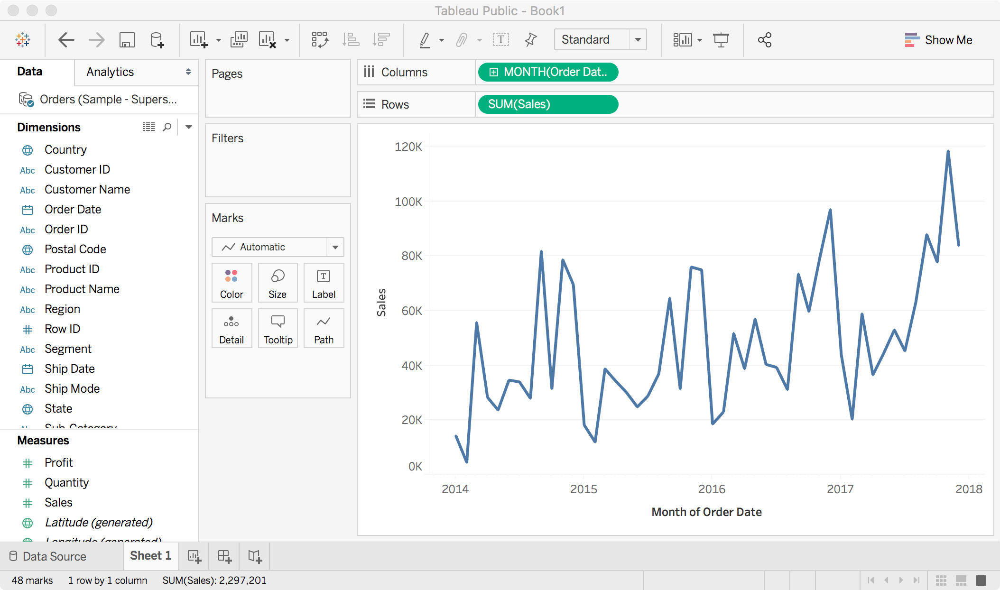 Tableau Public - Book1
Standard
Show Me
Data
Analytics
Orders (Sample - Supers...
Dimensions
Country
Abc Customer ID
Abc Customer Name
Order Date
Abc Order ID
Postal Code
Abc Product ID
Abc Product Name
Abc Region
Row ID
Abc Segment
Ship Date
Abc Ship Mode
State
Abc Sub-Category
Measures
Profit
Quantity
Sales
Latitude (generated)
Longitude (generated)
Pages
Filters
Marks
Automatic
Color Size T Label
Detail Tooltip Path
Columns MONTH(Order Dat..
Rows SUM(Sales)
120K
100K
80K
60K
40K
20K
0K
Sales
2014 2015 2016 2017 2018
Month of Order Date
Data Source
Sheet 1
48 marks 1 row by 1 column SUM(Sales): 2,297,201